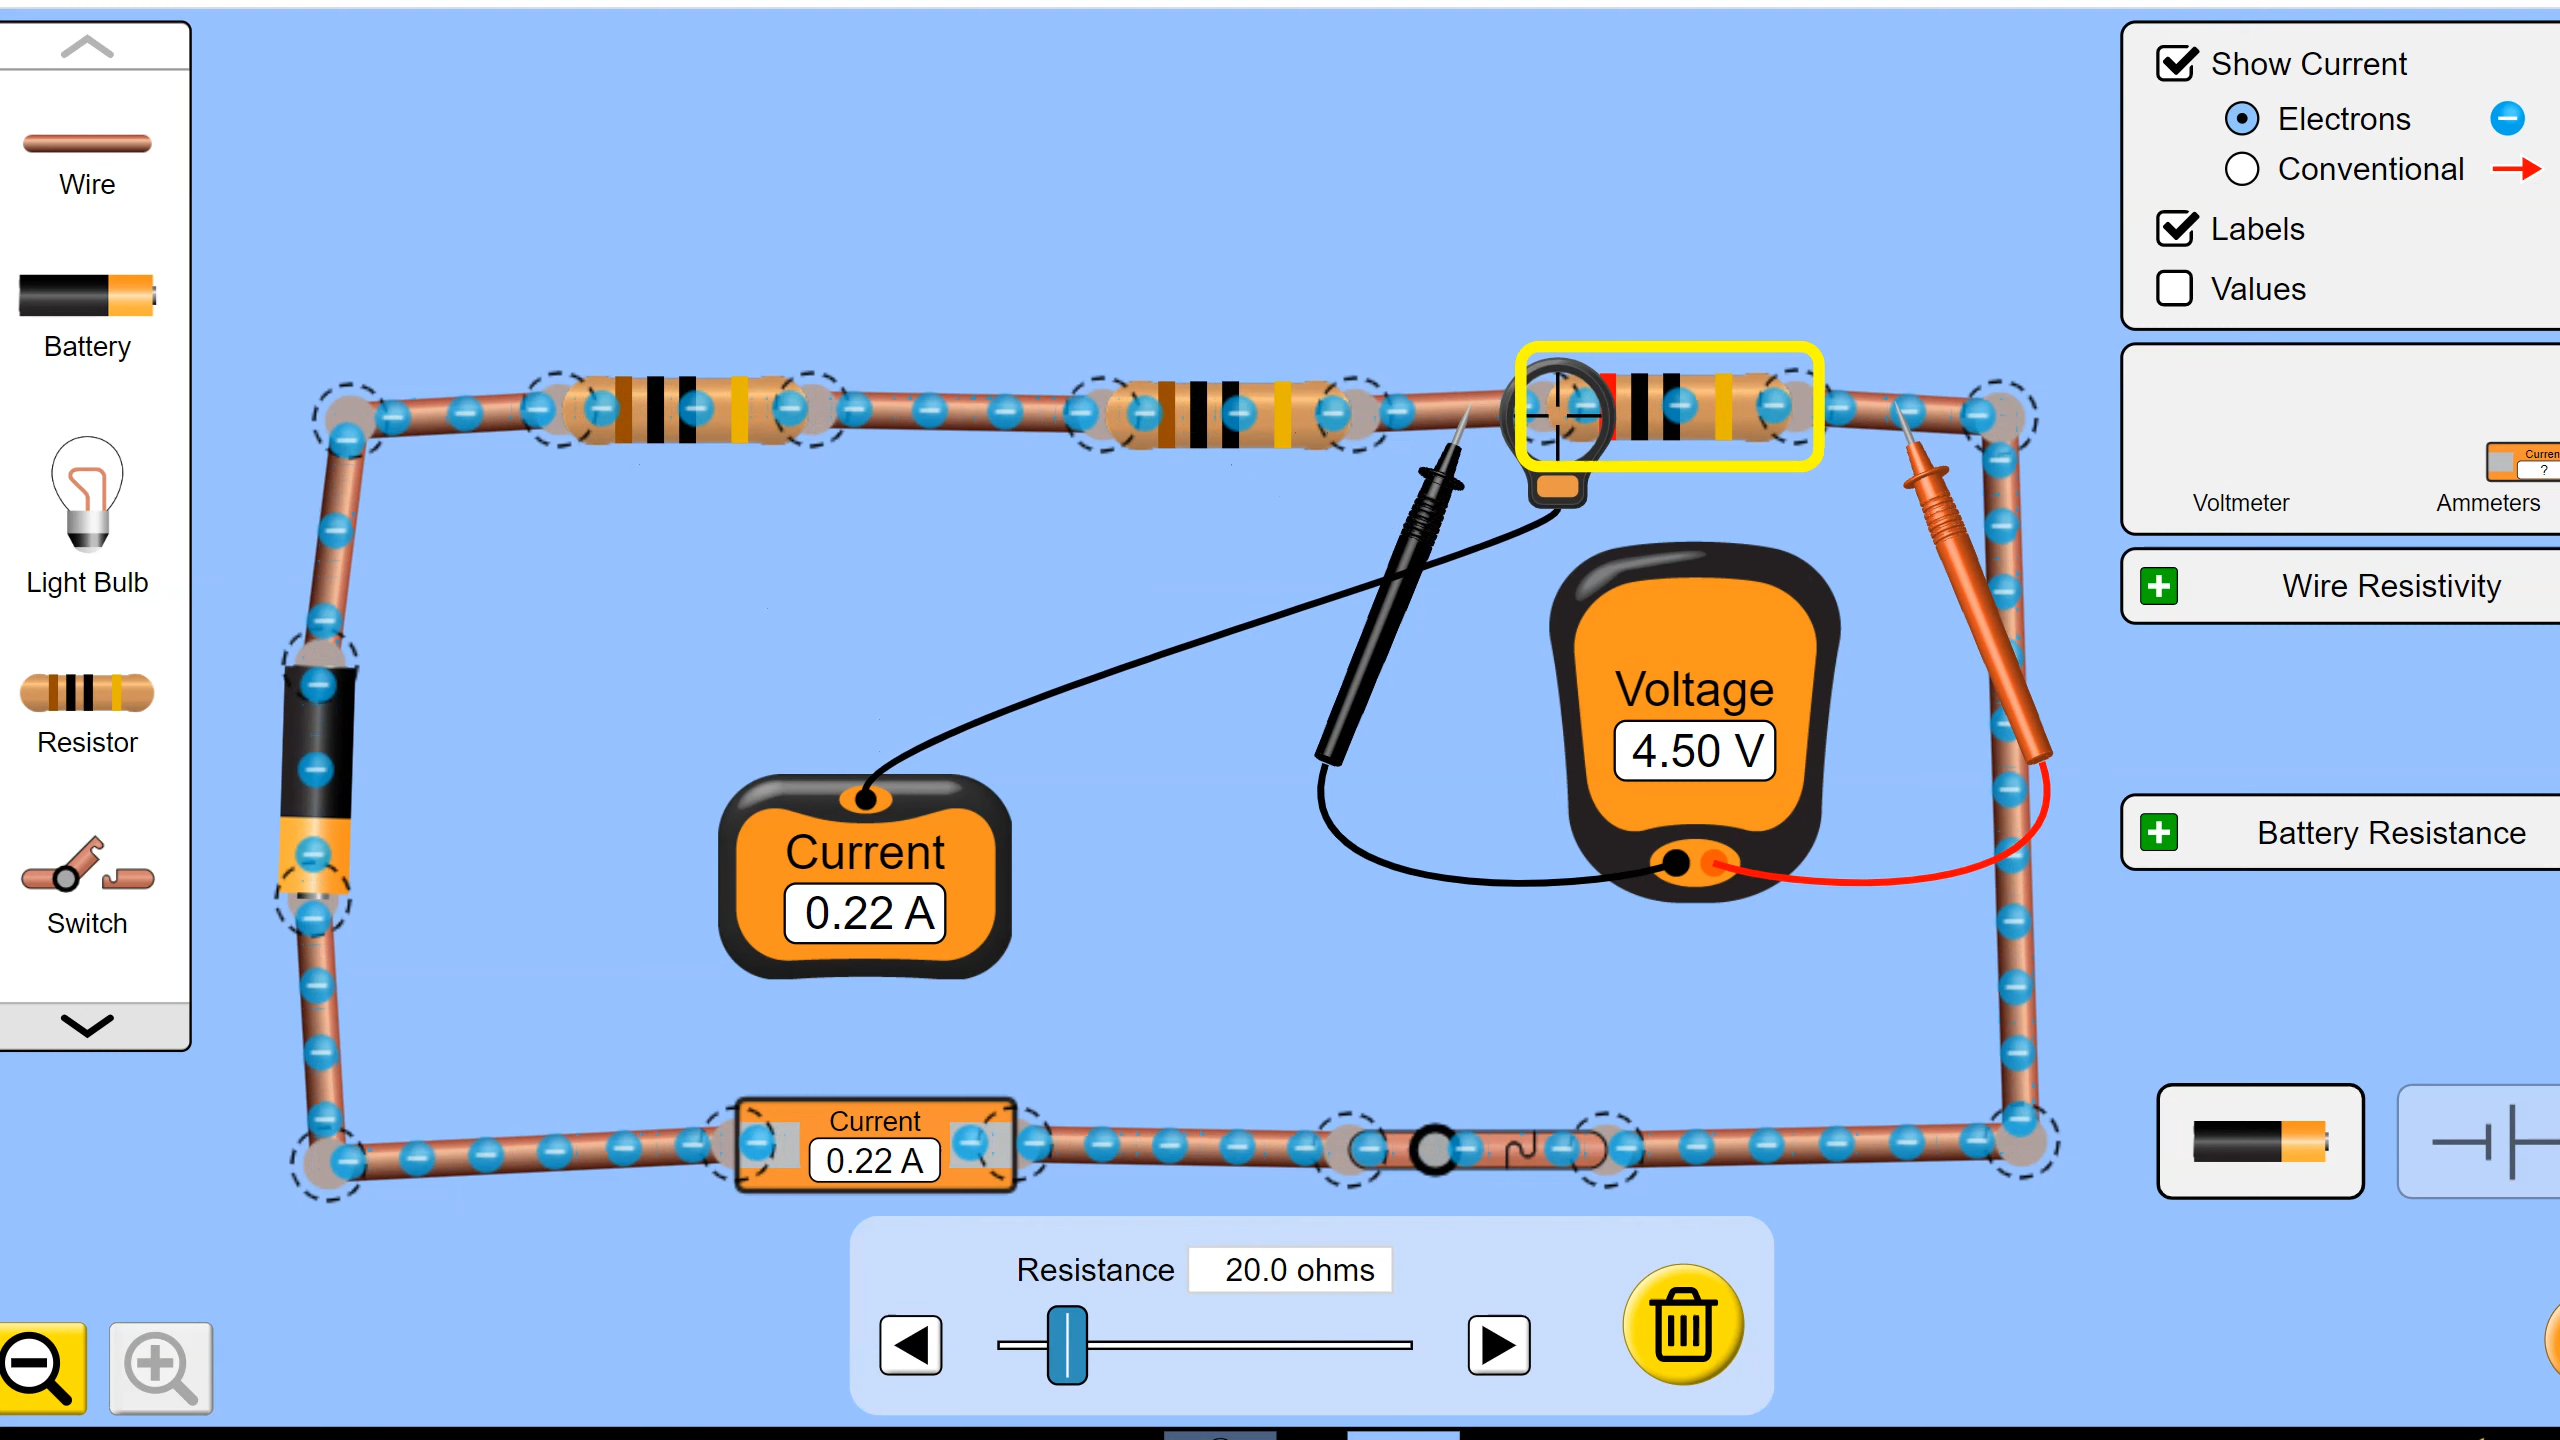 Wire
Battery
Light Bulb
Resistor
Switch
Show Current
Electrons
Conventional
Labels
Values
Curren
?
Voltmeter
Ammeters
Wire Resistivity
Battery Resistance
Voltage
4.50 V
Current
0.22 A
Current
0.22 A
Resistance
20.0 ohms